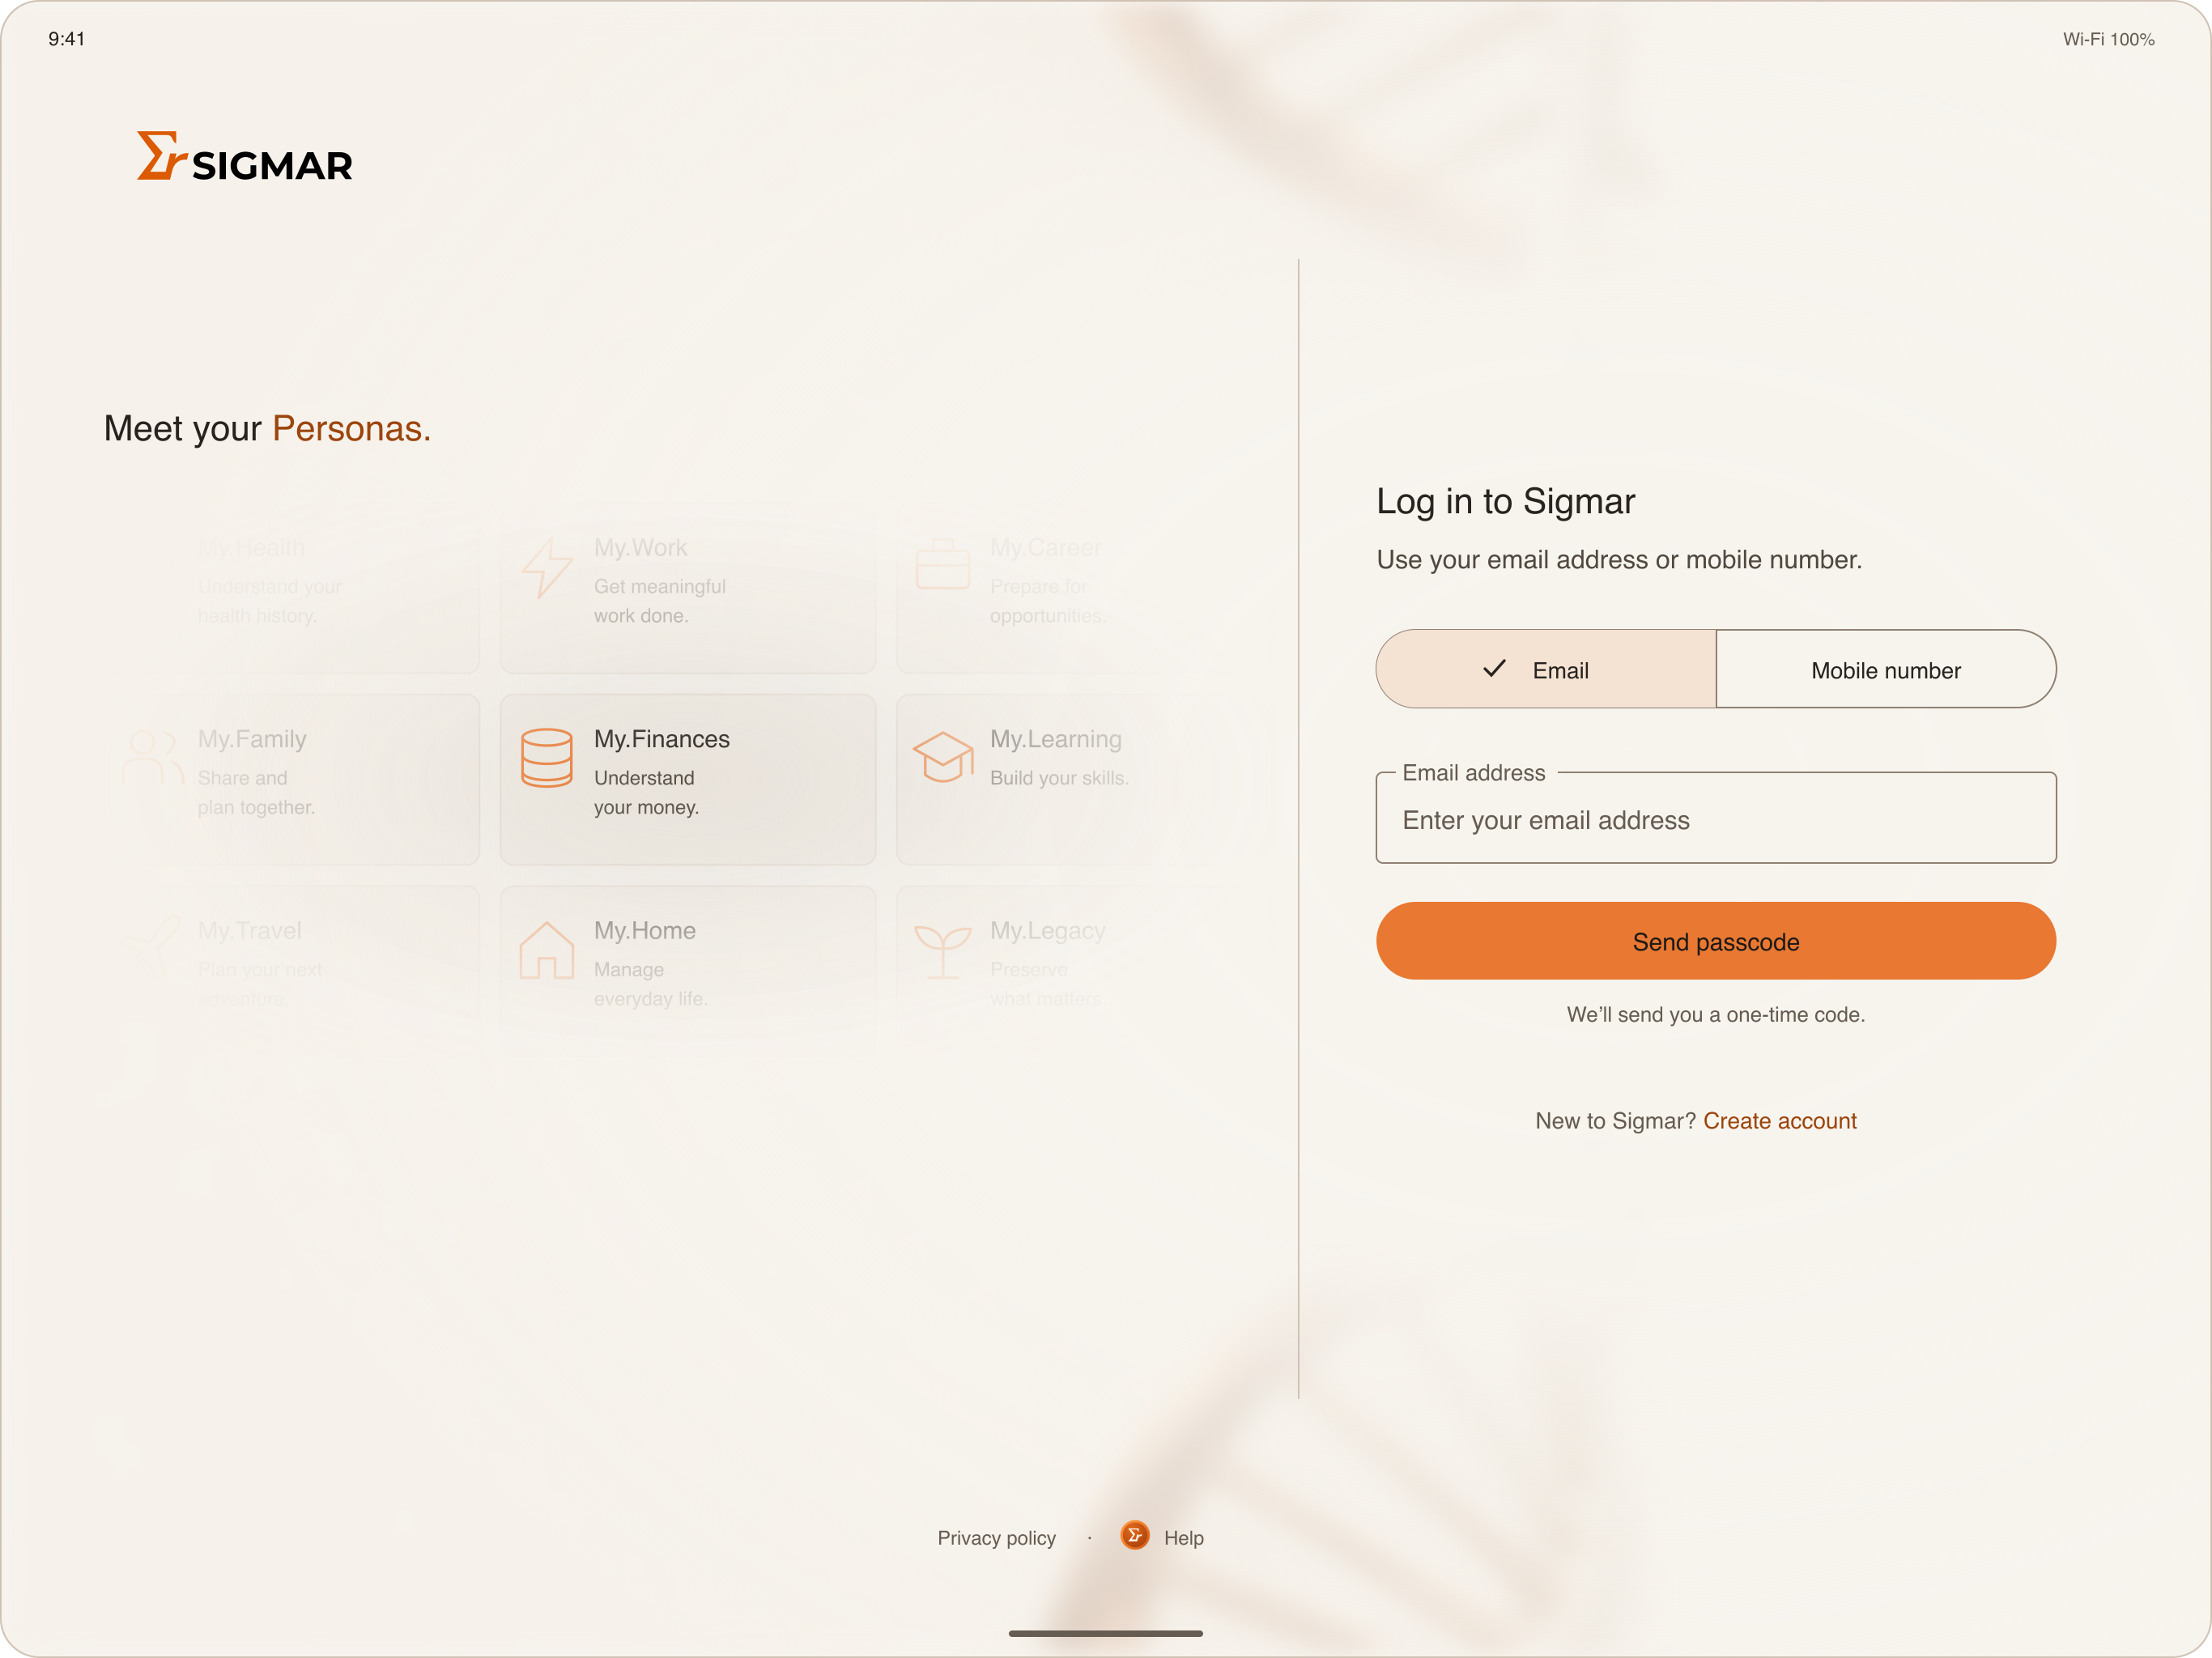 9:41
Wi-Fi 100%
Σr SIGMAR
Meet your Personas.
My.Health
Understand your
health history.
My.Work
Get meaningful
work done.
My.Career
Prepare for
opportunities.
My.Family
Share and
plan together.
My.Finances
Understand
your money.
My.Learning
Build your skills.
My.Travel
Plan your next
adventure.
My.Home
Manage
everyday life.
My.Legacy
Preserve
what matters
Log in to Sigmar
Use your email address or mobile number.
Email
Mobile number
Email address
Enter your email address
Send passcode
We’ll send you a one-time code.
New to Sigmar? Create account
Privacy policy · Σr Help